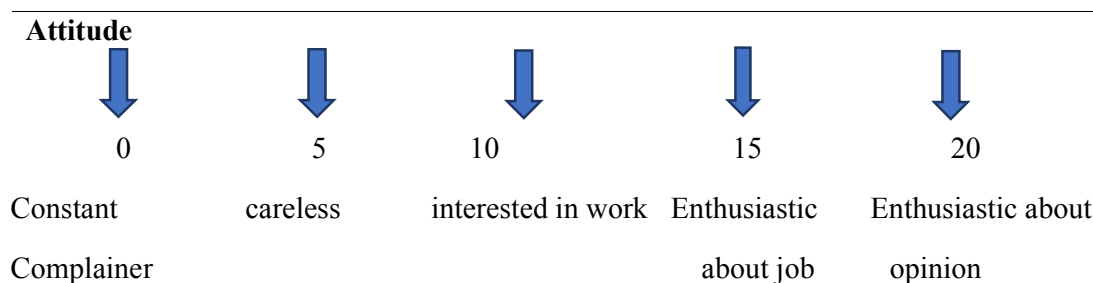 Attitude
0 5 10 15 20
Constant careless interested in work Enthusiastic Enthusiastic about
Complainer about job opinion